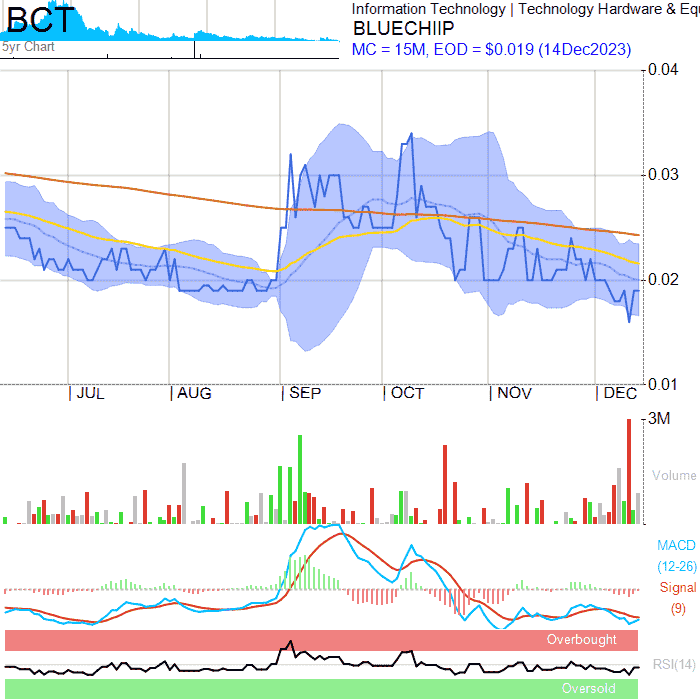 BCT
5yr Chart
Information Technology | Technology Hardware & Equ
BLUECHIIP
MC = 15M, EOD = $0.019 (14Dec2023)
0.04
0.03
0.02
0.01
| JUL | AUG | SEP | OCT | NOV | DEC
3M
Volume
MACD
(12-26)
Signal
(9)
Overbought
RSI(14)
Oversold